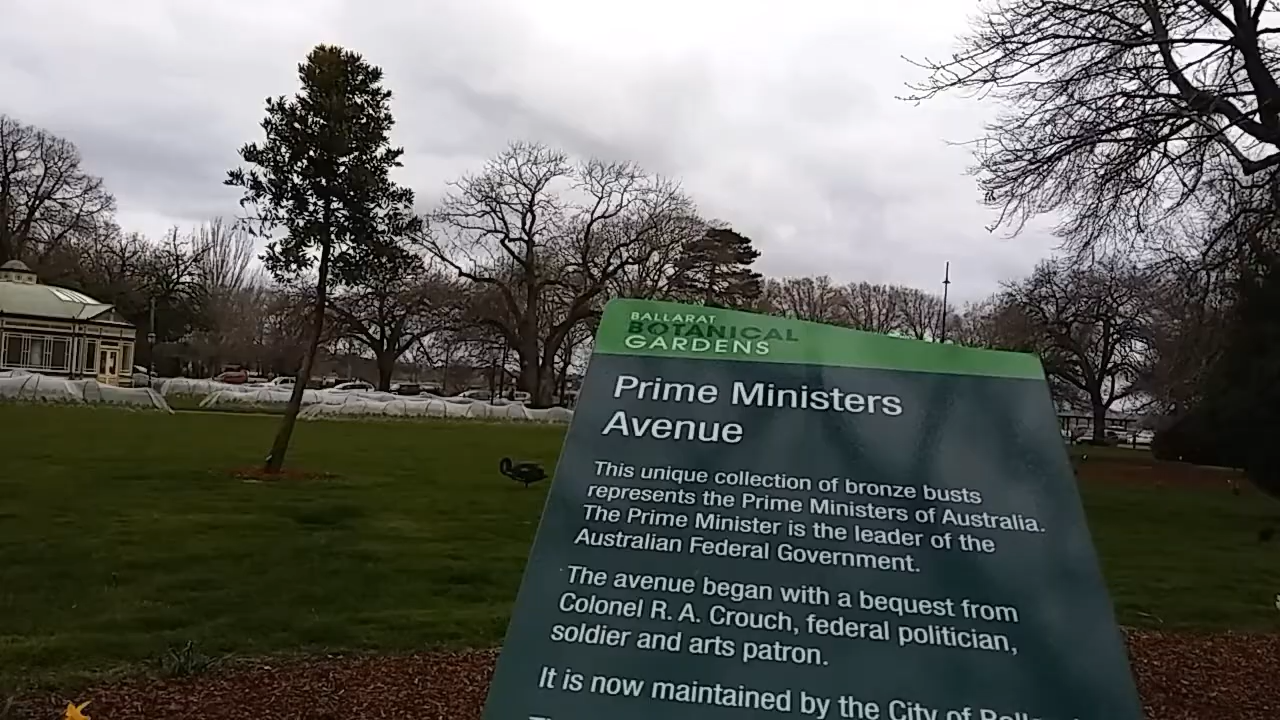 BALLARAT
BOTANICAL
GARDENS
Prime Ministers
Avenue
This unique collection of bronze busts
represents the Prime Ministers of Australia.
The Prime Minister is the leader of the
Australian Federal Government.
The avenue began with a bequest from
Colonel R. A. Crouch, federal politician,
soldier and arts patron.
It is now maintained by the City of